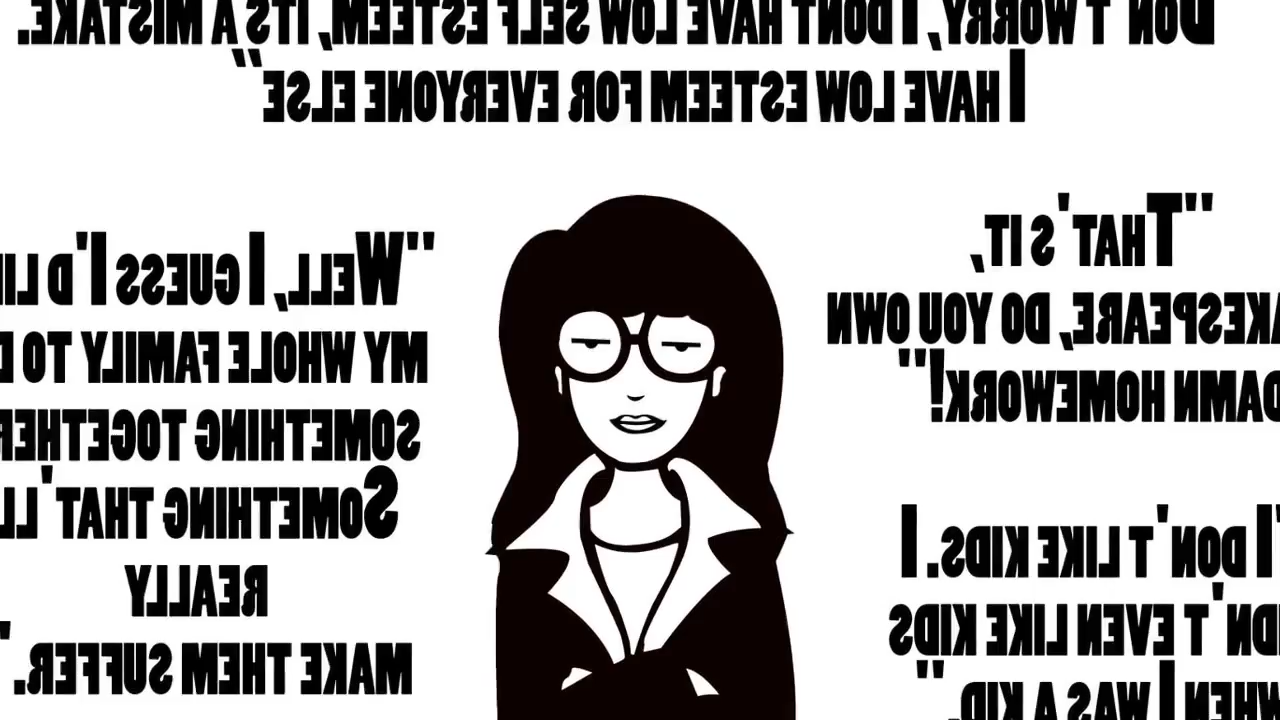 Don't worry, I dont have low self esteem, its a mistake.
I have low esteem for everyone else"
"Well, I guess I'd
my whole family to
something together
Something that'll
really
make them suffer."
"That's it,
do you own
damn homework!"
"I don't like kids. I
even like kids
when I was a kid."